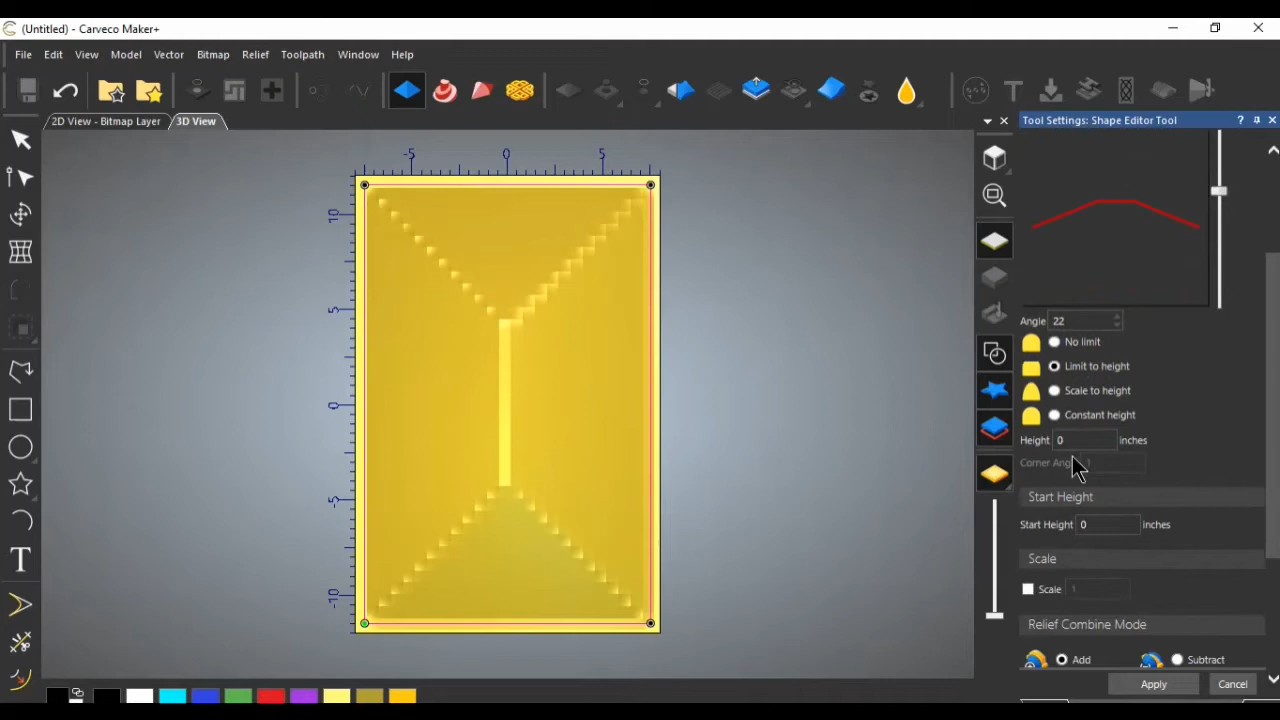 (Untitled) - Carveco Maker+
File Edit View Model Vector Bitmap Relief Toolpath Window Help
2D View - Bitmap Layer 3D View
Tool Settings: Shape Editor Tool
-5 0 5
10
5
0
-5
-10
Angle 22
No limit
Limit to height
Scale to height
Constant height
Height 0 inches
Corner Ang
Start Height
Start Height 0 inches
Scale
Scale 1
Relief Combine Mode
Add Subtract
Apply Cancel